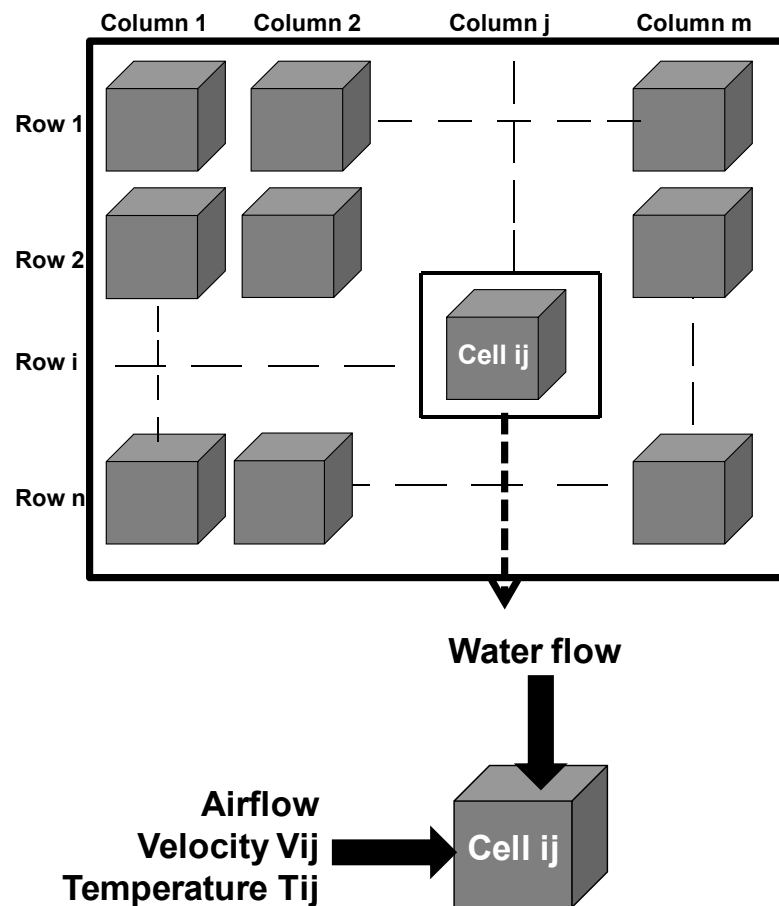 Column 1 Column 2 Column j Column m
Row 1
Row 2
Row i
Cell ij
Row n
Water flow
Airflow
Velocity Vij
Temperature Tij
Cell ij